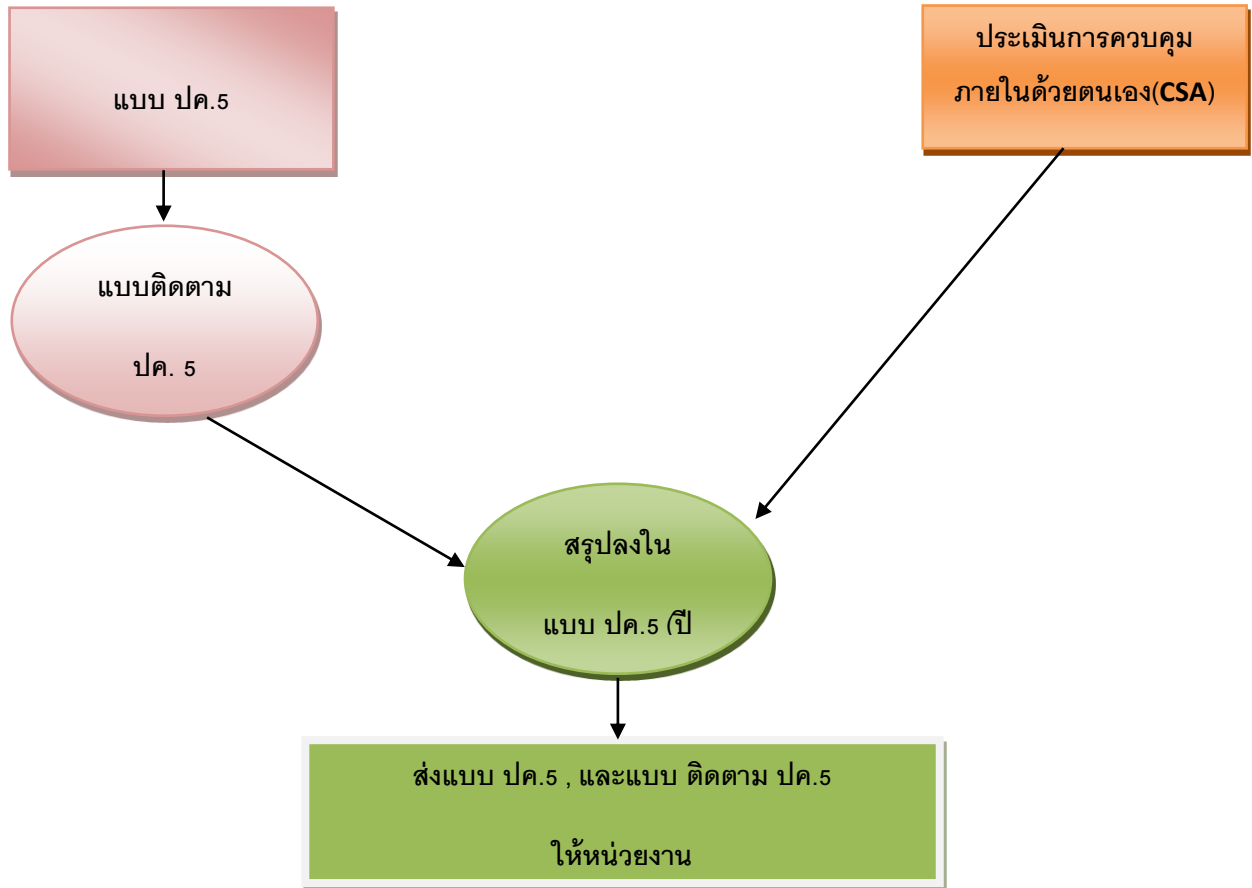 แบบ ปค.5
ประเมินการควบคุม
ภายในด้วยตนเอง(CSA)
แบบติดตาม
ปค. 5
สรุปลงใน
แบบ ปค.5 (ปี
ส่งแบบ ปค.5 , และแบบ ติดตาม ปค.5
ให้หน่วยงาน